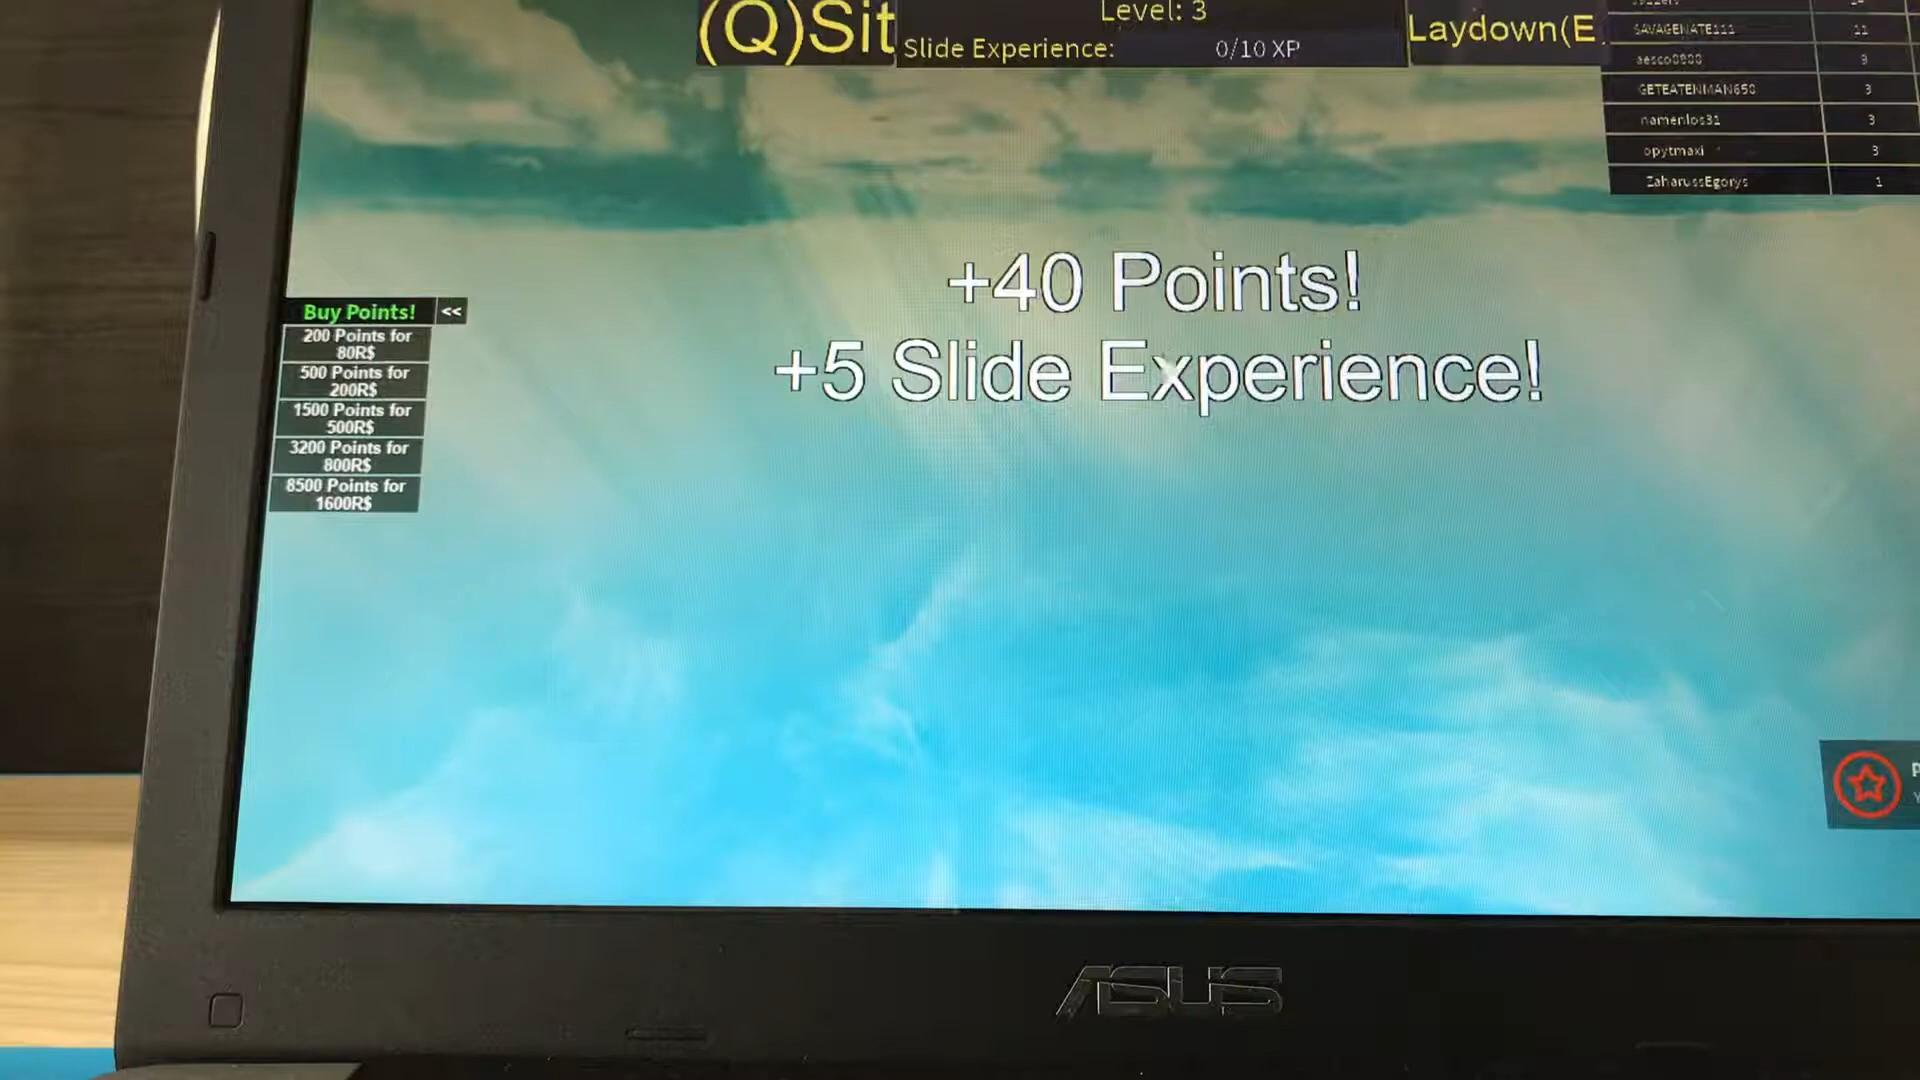 (Q)Sit
Level: 3
Slide Experience: 0/10 XP
Laydown(E
SAVAGENATE111 11
aesco8888 9
GETEATENMAN650 3
namenlos31 3
opytmaxi 3
ZaharussEgorys 1
+40 Points!
+5 Slide Experience!
Buy Points! <<
200 Points for
80R$
500 Points for
200R$
1500 Points for
500R$
3200 Points for
800R$
8500 Points for
1600R$
ASUS